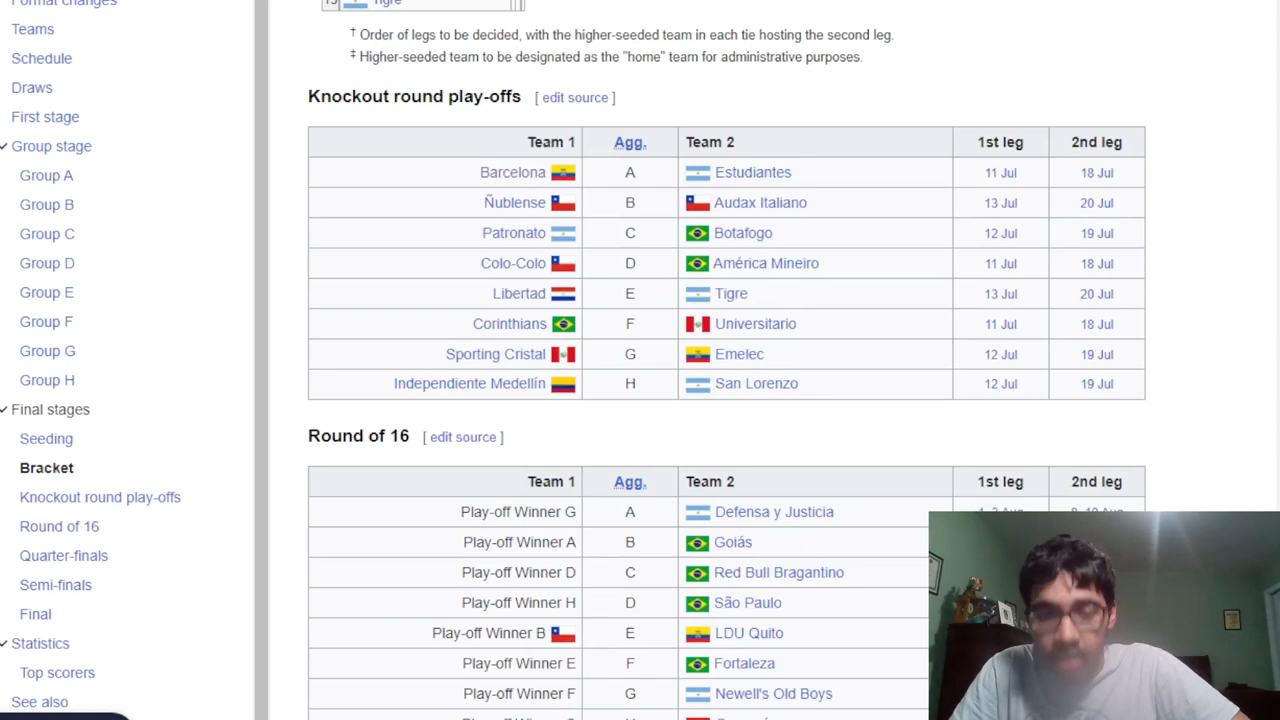 Format changes
Teams
Schedule
Draws
First stage
Group stage
Group A
Group B
Group C
Group D
Group E
Group F
Group G
Group H
Final stages
Seeding
Bracket
Knockout round play-offs
Round of 16
Quarter-finals
Semi-finals
Final
Statistics
Top scorers
See also
15 Tigre
† Order of legs to be decided, with the higher-seeded team in each tie hosting the second leg.
‡ Higher-seeded team to be designated as the "home" team for administrative purposes.
Knockout round play-offs [ edit source ]
Team 1 Agg. Team 2 1st leg 2nd leg
Barcelona A Estudiantes 11 Jul 18 Jul
Ñublense B Audax Italiano 13 Jul 20 Jul
Patronato C Botafogo 12 Jul 19 Jul
Colo-Colo D América Mineiro 11 Jul 18 Jul
Libertad E Tigre 13 Jul 20 Jul
Corinthians F Universitario 11 Jul 18 Jul
Sporting Cristal G Emelec 12 Jul 19 Jul
Independiente Medellín H San Lorenzo 12 Jul 19 Jul
Round of 16 [ edit source ]
Team 1 Agg. Team 2 1st leg 2nd leg
Play-off Winner G A Defensa y Justicia
Play-off Winner A B Goiás
Play-off Winner D C Red Bull Bragantino
Play-off Winner H D São Paulo
Play-off Winner B E LDU Quito
Play-off Winner E F Fortaleza
Play-off Winner F G Newell's Old Boys